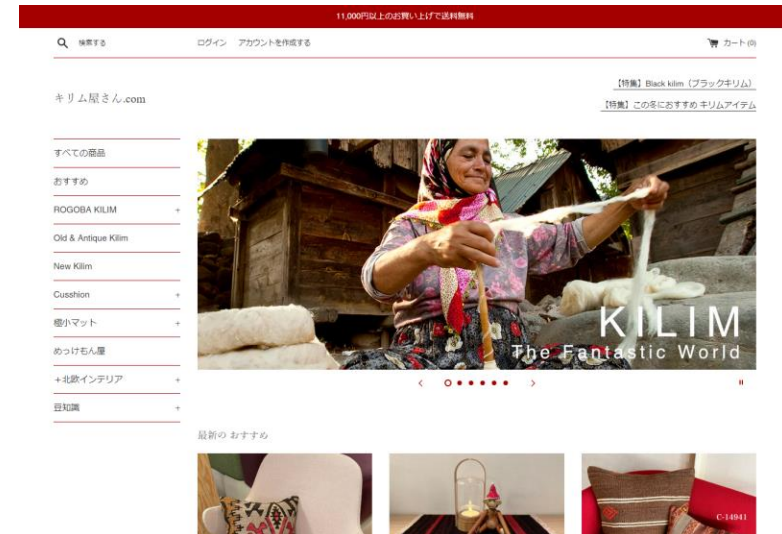 11,000円以上のお買い上げで送料無料
検索する
ログイン アカウントを作成する
カート (0)
【特集】Black kilim（ブラックキリム）
【特集】この冬におすすめ キリムアイテム
キリム屋さん.com
すべての商品
おすすめ
ROGOBA KILIM +
Old & Antique Kilim
New Kilim
Cusshion +
極小マット +
めっけもん屋
+北欧インテリア +
豆知識 +
KILIM
The Fantastic World
最新の おすすめ
C-14941